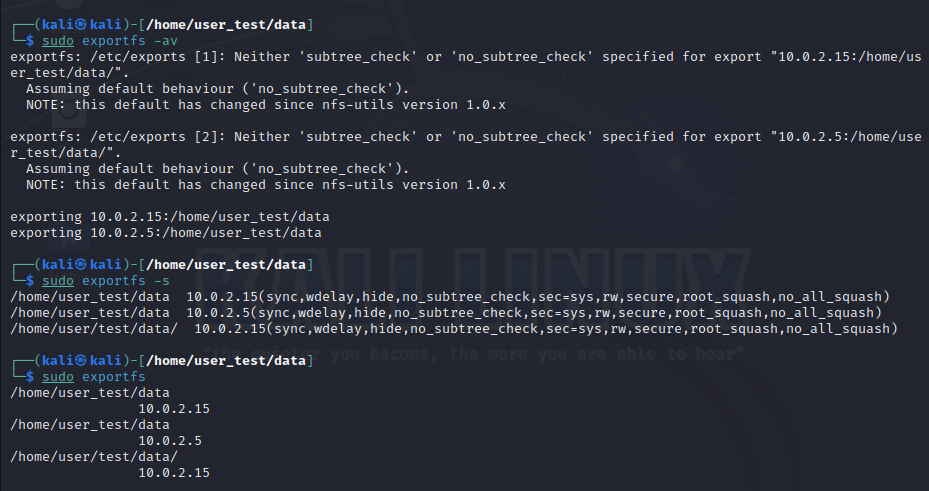 ┌──(kali㉿kali)-[/home/user_test/data]
└─$ sudo exportfs -av
exportfs: /etc/exports [1]: Neither 'subtree_check' or 'no_subtree_check' specified for export "10.0.2.15:/home/us
er_test/data/".
  Assuming default behaviour ('no_subtree_check').
  NOTE: this default has changed since nfs-utils version 1.0.x

exportfs: /etc/exports [2]: Neither 'subtree_check' or 'no_subtree_check' specified for export "10.0.2.5:/home/use
r_test/data/".
  Assuming default behaviour ('no_subtree_check').
  NOTE: this default has changed since nfs-utils version 1.0.x

exporting 10.0.2.15:/home/user_test/data
exporting 10.0.2.5:/home/user_test/data

┌──(kali㉿kali)-[/home/user_test/data]
└─$ sudo exportfs -s
/home/user_test/data  10.0.2.15(sync,wdelay,hide,no_subtree_check,sec=sys,rw,secure,root_squash,no_all_squash)
/home/user_test/data  10.0.2.5(sync,wdelay,hide,no_subtree_check,sec=sys,rw,secure,root_squash,no_all_squash)
/home/user/test/data/  10.0.2.15(sync,wdelay,hide,no_subtree_check,sec=sys,rw,secure,root_squash,no_all_squash)
you become, the more you are able to hear"

┌──(kali㉿kali)-[/home/user_test/data]
└─$ sudo exportfs
/home/user_test/data
                10.0.2.15
/home/user_test/data
                10.0.2.5
/home/user/test/data/
                10.0.2.15